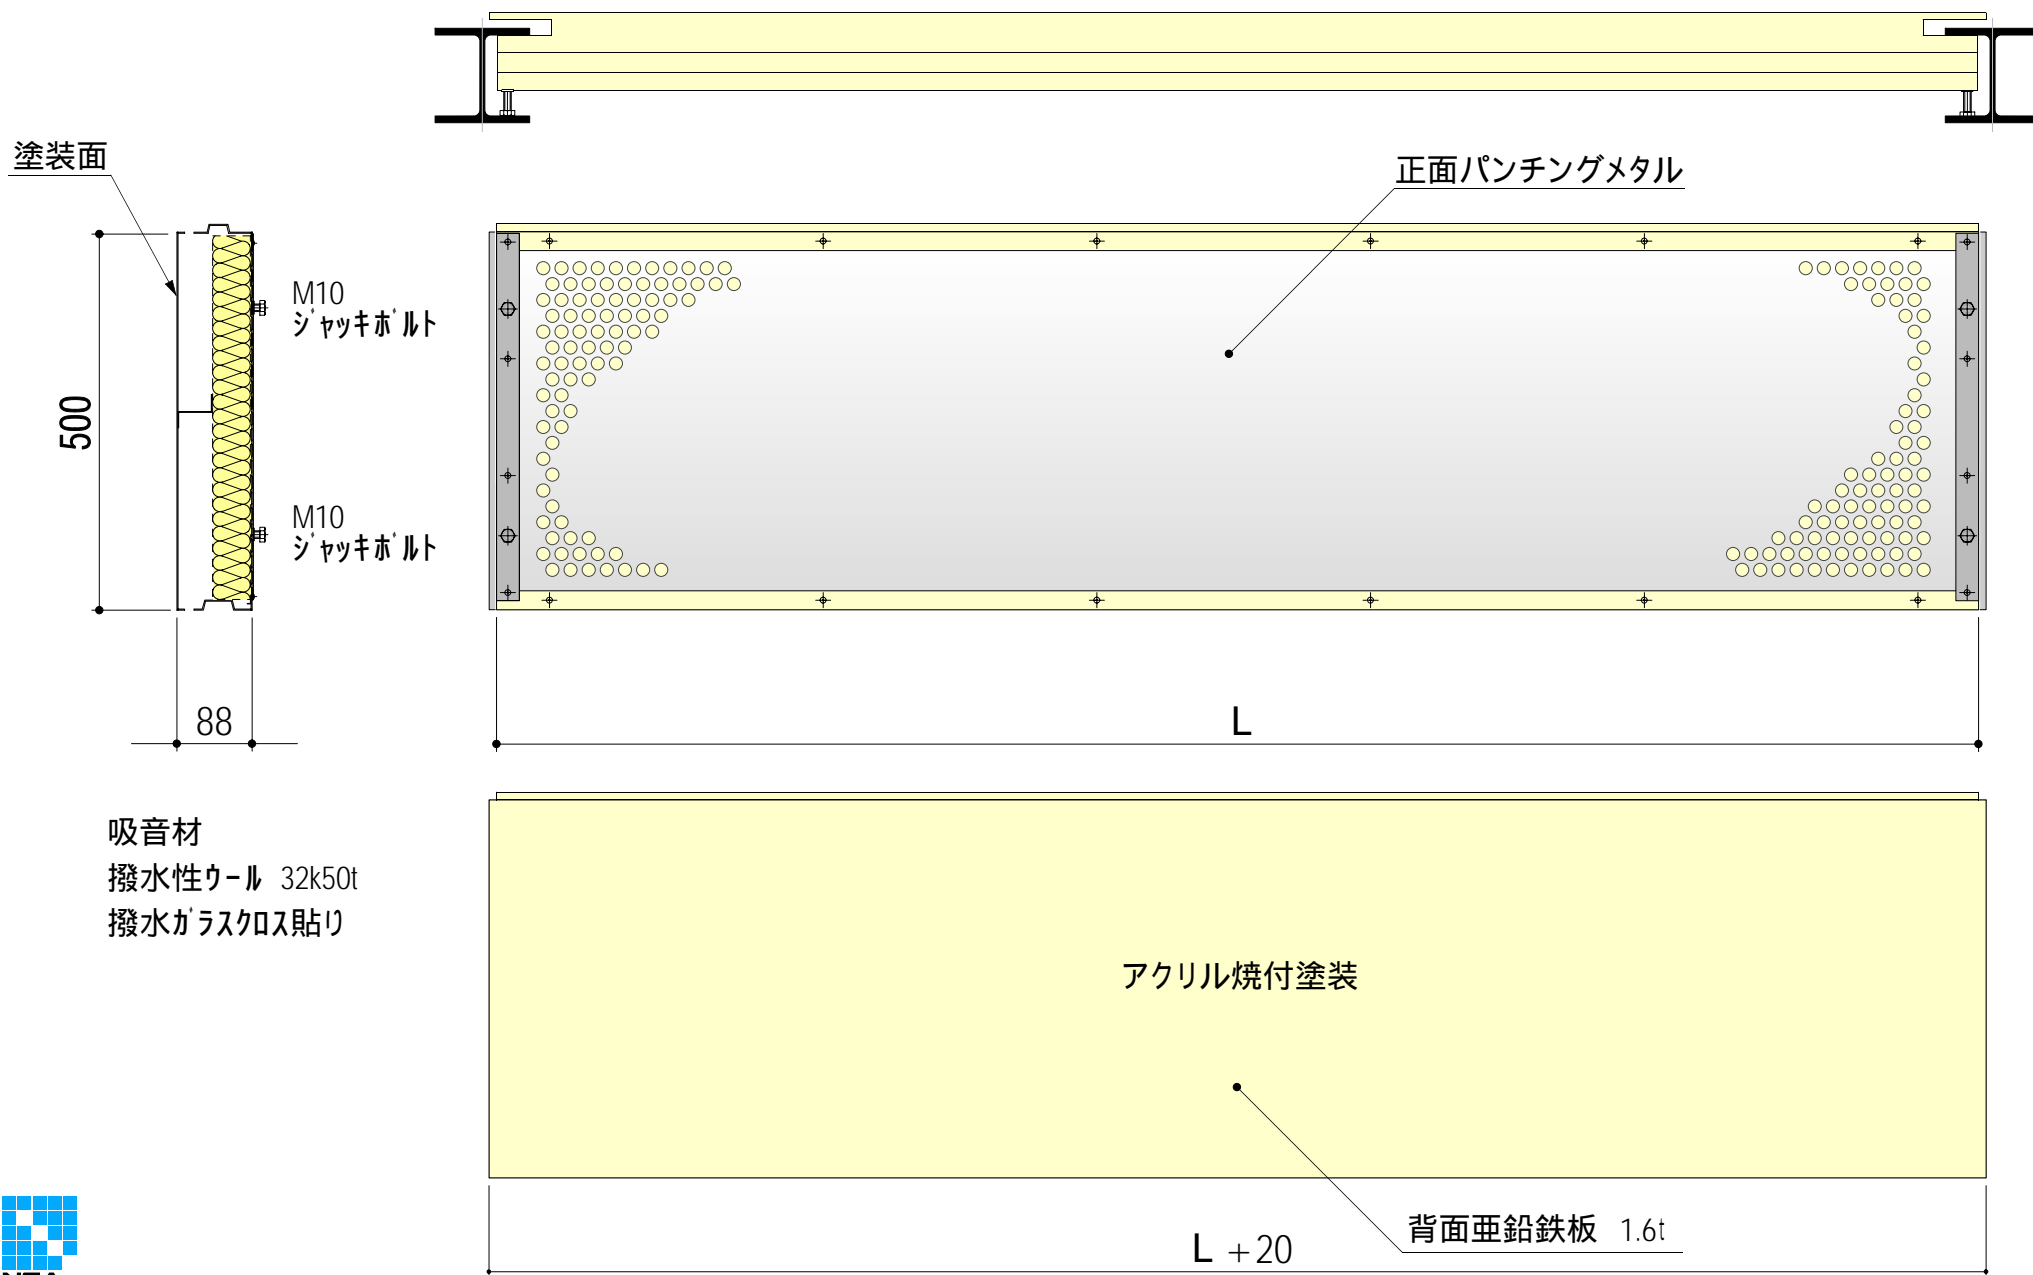 塗装面
正面パンチングメタル
M10
ジャッキボルト
500
M10
ジャッキボルト
88
L
吸音材
撥水性ウール 32k50t
撥水ガラスクロス貼り
アクリル焼付塗装
背面亜鉛鉄板 1.6t
L +20